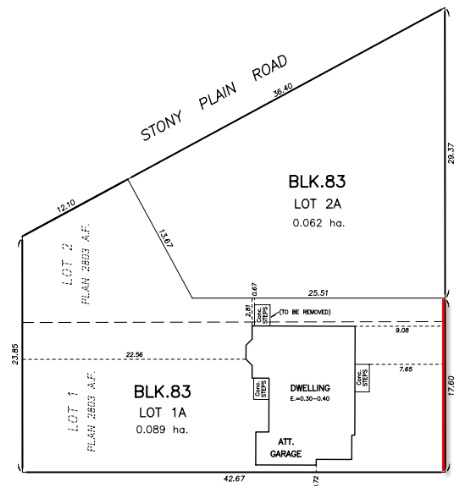 STONY PLAIN ROAD
36.40
29.37
12.10
13.67
BLK.83
LOT 2A
0.062 ha.
LOT 2
PLAN 2803 A.F.
25.51
0.67
2.81
Conc. STEPS
(TO BE REMOVED)
9.08
23.85
22.56
7.65
17.60
Conc. STEPS
Conc. STEPS
DWELLING
E.=0.30-0.40
BLK.83
LOT 1A
0.089 ha.
LOT 1
PLAN 2803 A.F.
ATT.
GARAGE
42.67